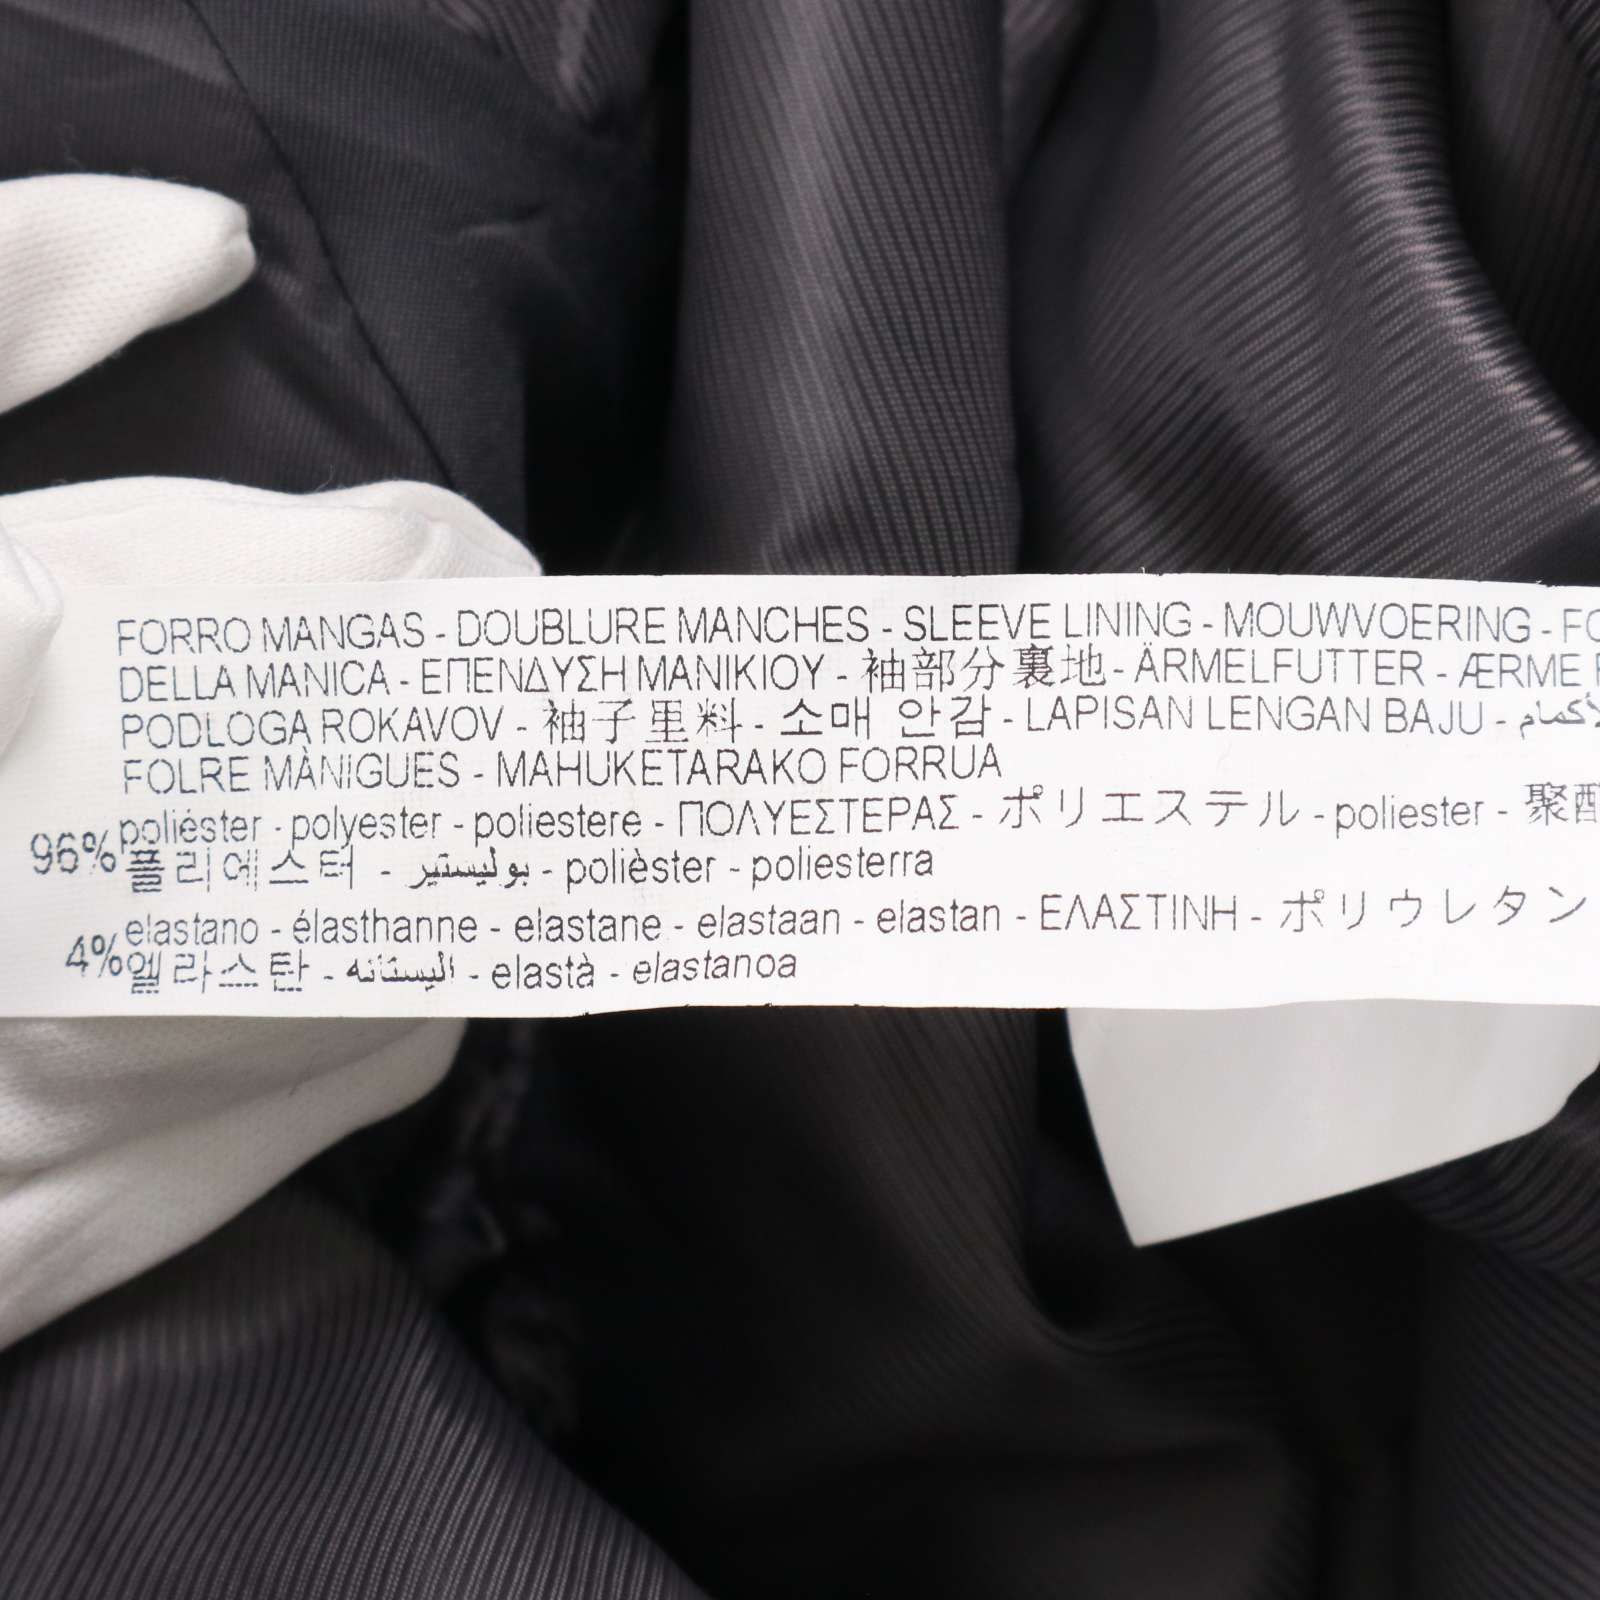 FORRO MANGAS - DOUBLURE MANCHES - SLEEVE LINING - MOUWVOERING -
DELLA MANICA - ΕΠΕΝΔΥΣΗ ΜΑΝΙΚΙΟΥ - 袖部分裏地 - ÄRMELFUTTER - ÆRME
PODLOGA ROKAVOV - 袖子里料 - 소매 안감 - LAPISAN LENGAN BAJU -
FOLRE MÀNIGUES - MAHUKETARAKO FORRUA
96% poliéster - polyester - poliestere - ΠΟΛΥΕΣΤΕΡΑΣ - ポリエステル - poliester -
폴리에스터 - بوليستير - polièster - poliesterra
4% elastano - élasthanne - elastane - elastaan - elastan - ΕΛΑΣΤΙΝΗ - ポリウレタン
엘라스탄 - اليستانه - elastà - elastanoa